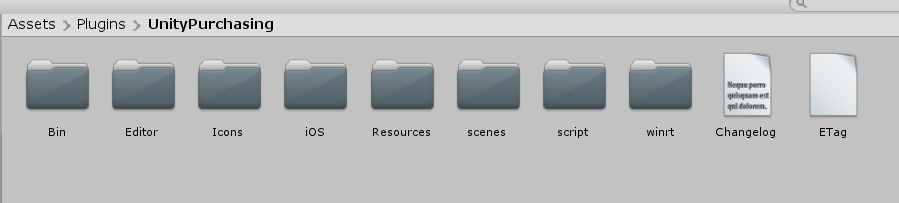 Assets Plugins UnityPurchasing
Neque porro
quisquam est
qui dolorem.
Bin Editor Icons iOS Resources scenes script winrt Changelog ETag